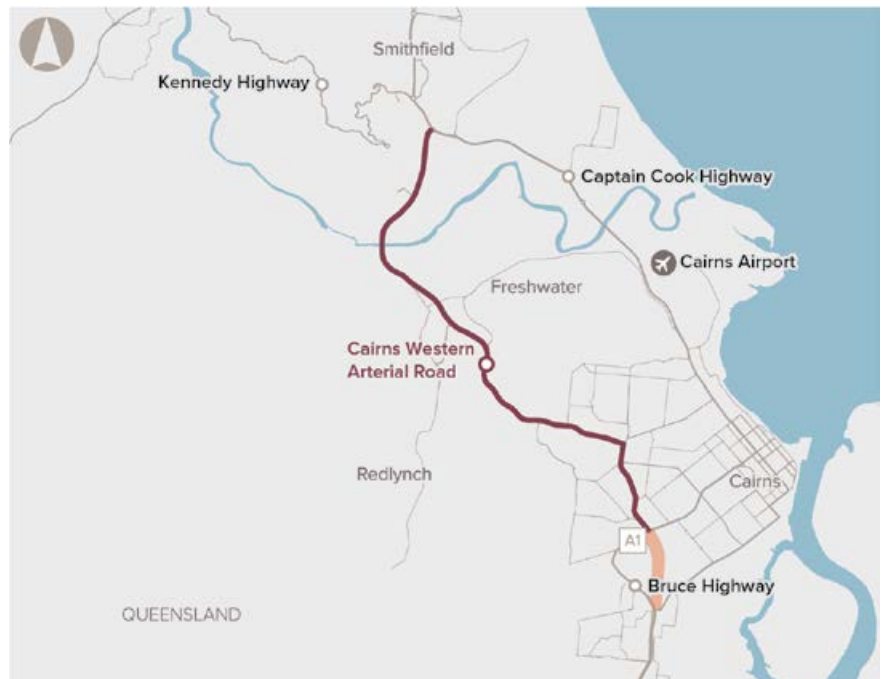 Smithfield
Kennedy Highway
Captain Cook Highway
Cairns Airport
Freshwater
Cairns Western
Arterial Road
Redlynch
Cairns
A1
Bruce Highway
QUEENSLAND